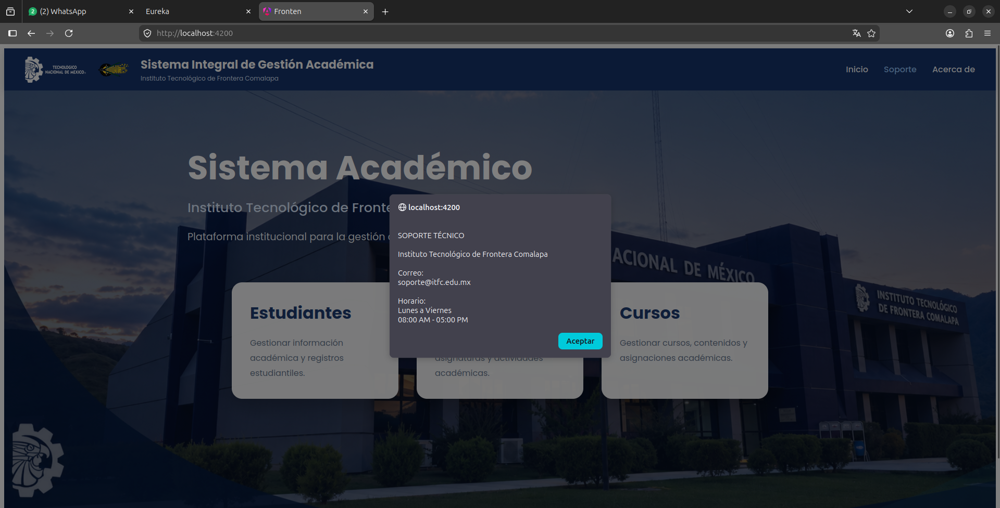 (2) WhatsApp
Eureka
Fronten
http://localhost:4200
TECNOLÓGICO
NACIONAL DE MÉXICO
Sistema Integral de Gestión Académica
Instituto Tecnológico de Frontera Comalapa
Inicio
Soporte
Acerca de
Sistema Académico
Instituto Tecnológico de Fronte
Plataforma institucional para la gestión
localhost:4200
SOPORTE TÉCNICO
Instituto Tecnológico de Frontera Comalapa
Correo:
soporte@itfc.edu.mx
Horario:
Lunes a Viernes
08:00 AM - 05:00 PM
Aceptar
ACIONAL DE MÉXICO
INSTITUTO TECNOLÓGICO
DE FRONTERA COMALAPA
Estudiantes
Gestionar información
académica y registros
estudiantiles.
asignaturas y actividades
académicas.
Cursos
Gestionar cursos, contenidos y
asignaciones académicas.